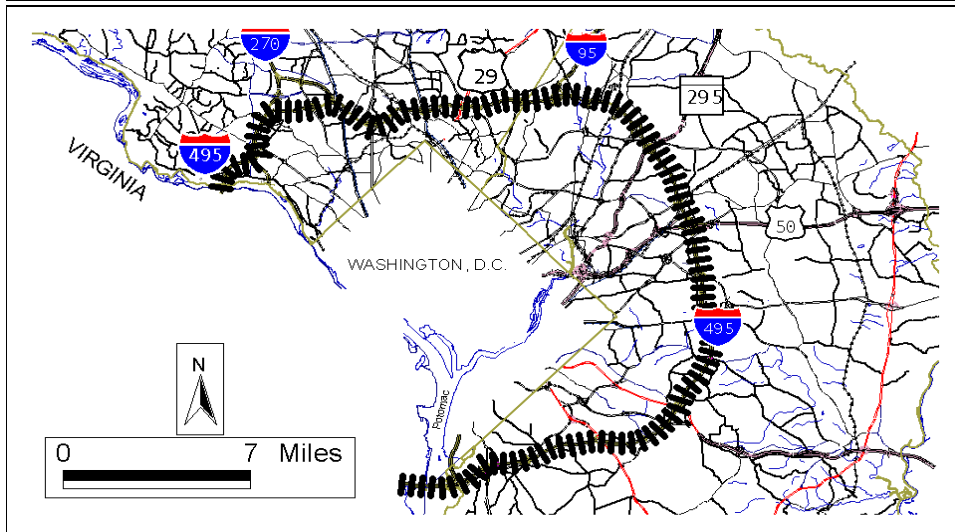 270
95
29
295
495
VIRGINIA
50
WASHINGTON, D.C.
495
N
Potomac
0 7 Miles